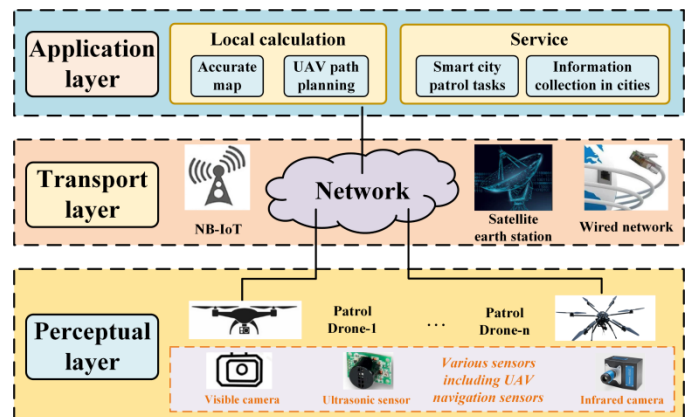 Application
layer
Local calculation
Accurate
map
UAV path
planning
Service
Smart city
patrol tasks
Information
collection in cities
Transport
layer
NB-IoT
Network
Satellite
earth station
Wired network
Perceptual
layer
Patrol
Drone-1
...
Patrol
Drone-n
Visible camera
Ultrasonic sensor
Various sensors
including UAV
navigation sensors
Infrared camera